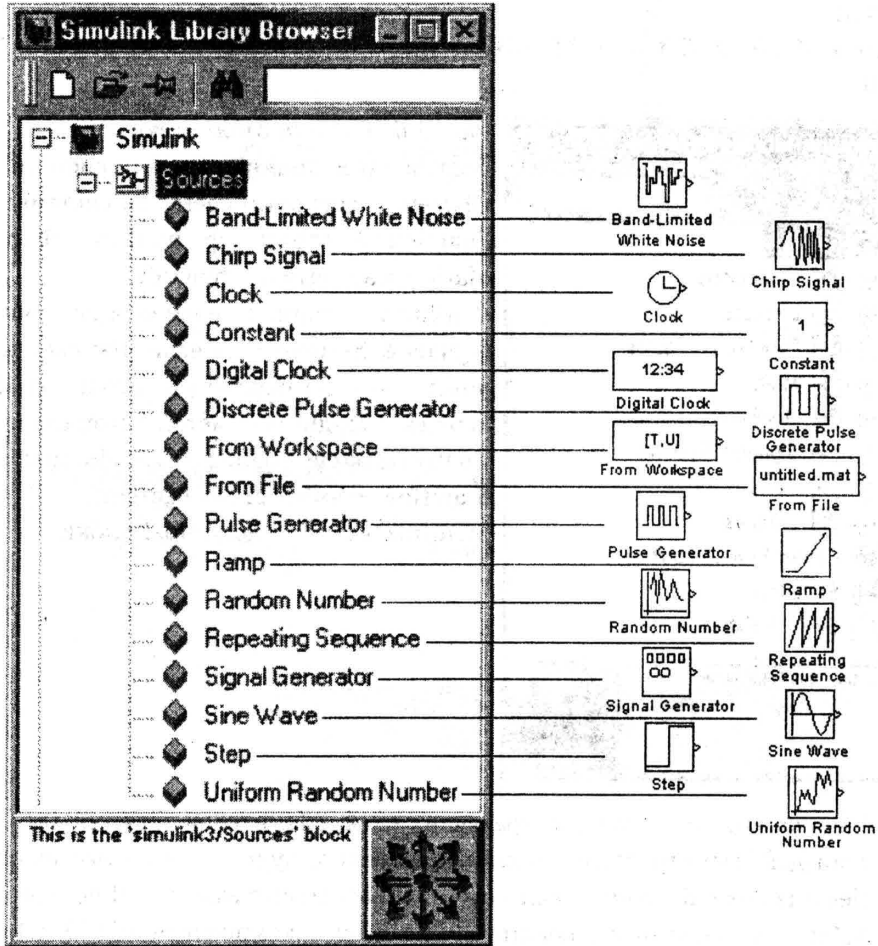 Simulink Library Browser
Simulink
Sources
Band-Limited White Noise
Chirp Signal
Clock
Constant
Digital Clock
Discrete Pulse Generator
From Workspace
From File
Pulse Generator
Ramp
Random Number
Repeating Sequence
Signal Generator
Sine Wave
Step
Uniform Random Number
This is the 'simulink3/Sources' block
Band-Limited
White Noise
Chirp Signal
Clock
1
Constant
12:34
Digital Clock
Discrete Pulse
Generator
[T,U]
From Workspace
untitled.mat
From File
Pulse Generator
Ramp
Random Number
Repeating
Sequence
Signal Generator
Sine Wave
Step
Uniform Random
Number